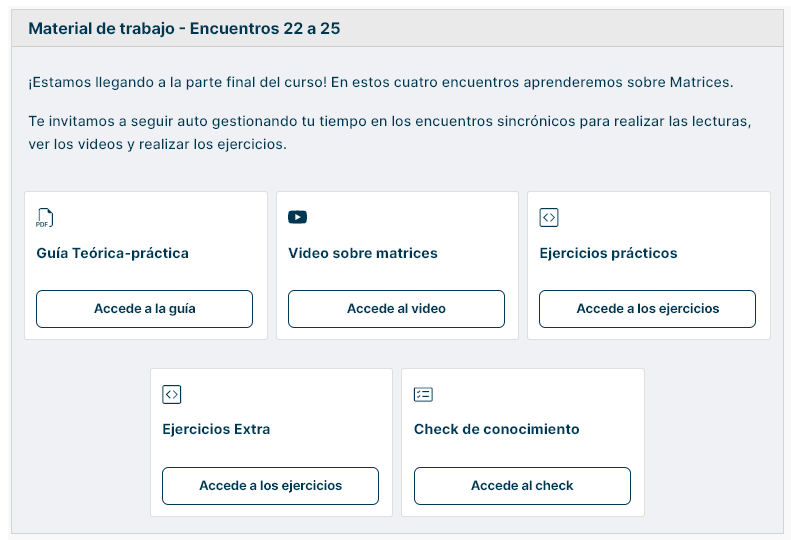 Material de trabajo - Encuentros 22 a 25
¡Estamos llegando a la parte final del curso! En estos cuatro encuentros aprenderemos sobre Matrices.
Te invitamos a seguir auto gestionando tu tiempo en los encuentros sincrónicos para realizar las lecturas,
ver los videos y realizar los ejercicios.
PDF
Guía Teórica-práctica
Accede a la guía
Video sobre matrices
Accede al video
Ejercicios prácticos
Accede a los ejercicios
Ejercicios Extra
Accede a los ejercicios
Check de conocimiento
Accede al check